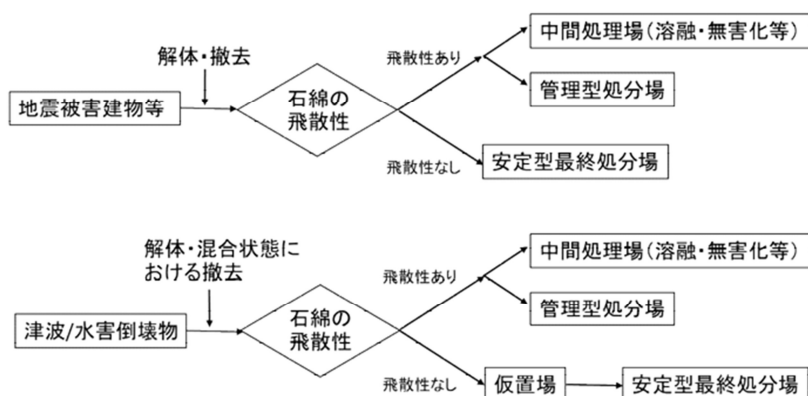 解体・撤去
地震被害建物等
石綿の
飛散性
飛散性あり
飛散性なし
中間処理場(溶融・無害化等)
管理型処分場
安定型最終処分場
解体・混合状態に
おける撤去
津波/水害倒壊物
石綿の
飛散性
飛散性あり
飛散性なし
中間処理場(溶融・無害化等)
管理型処分場
仮置場
安定型最終処分場